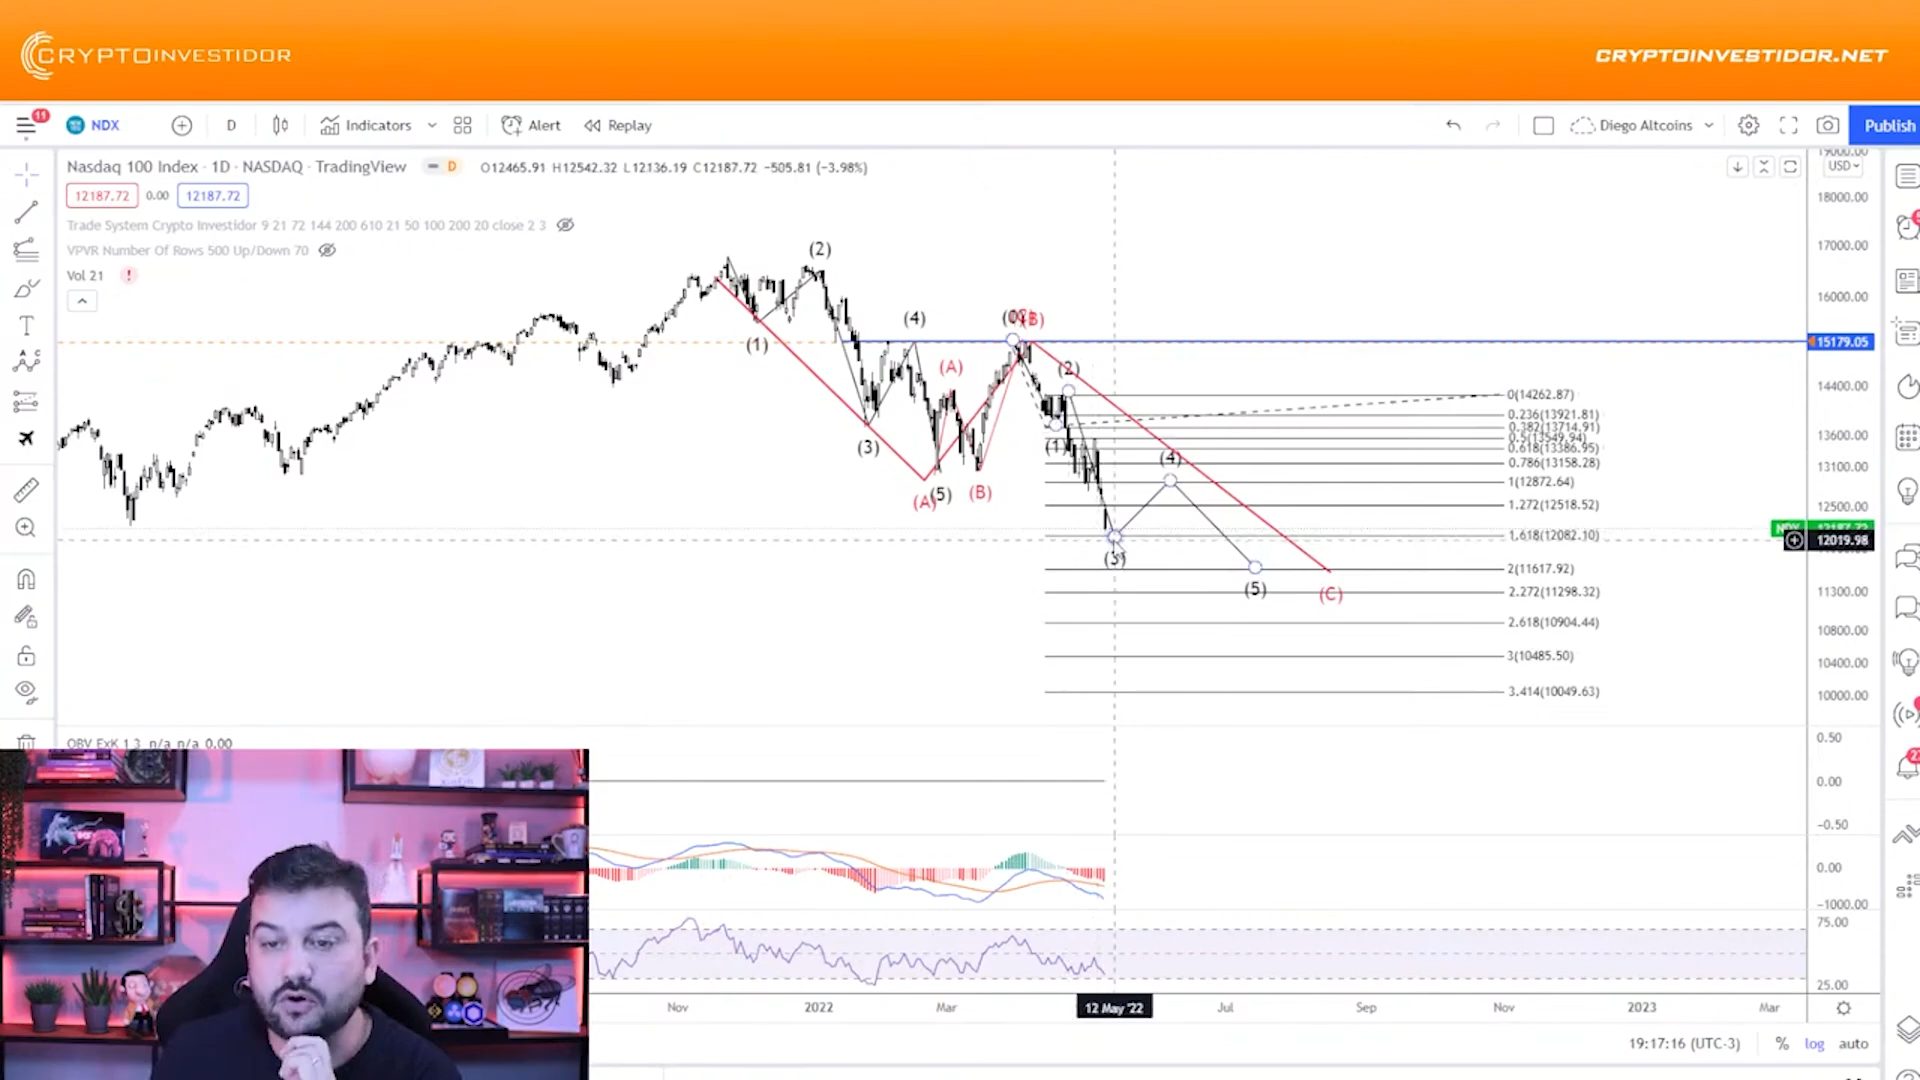 CRYPTOINVESTIDOR
CRYPTOINVESTIDOR.NET
11
NDX
D
Indicators
Alert
Replay
Diego Altcoins
Publish
Nasdaq 100 Index · 1D · NASDAQ · TradingView
D
O12465.91 H12542.32 L12136.19 C12187.72 −505.81 (−3.98%)
12187.72 0.00 12187.72
Trade System Crypto Investidor 9 21 72 144 200 610 21 50 100 200 20 close 2 3
VPVR Number Of Rows 500 Up/Down 70
Vol 21
(1)
(2)
(3)
(4)
(5)
(A)
(A)
(B)
(B)
(1)
(2)
(3)
(4)
(5)
(C)
0(14262.87)
0.236(13921.81)
0.382(13714.91)
0.5(13549.94)
0.618(13386.95)
0.786(13158.28)
1(12872.64)
1.272(12518.52)
1.618(12082.10)
2(11617.92)
2.272(11298.32)
2.618(10904.44)
3(10485.50)
3.414(10049.63)
19000.00
USD
18000.00
17000.00
16000.00
15179.05
14400.00
13600.00
13100.00
12500.00
NDX 12187.72
12019.98
11300.00
10800.00
10400.00
10000.00
OBV ExK 1 3 n/a n/a 0.00
0.50
0.00
−0.50
0.00
−1000.00
75.00
25.00
Nov
2022
Mar
12 May '22
Jul
Sep
Nov
2023
Mar
19:17:16 (UTC-3)
%
log
auto